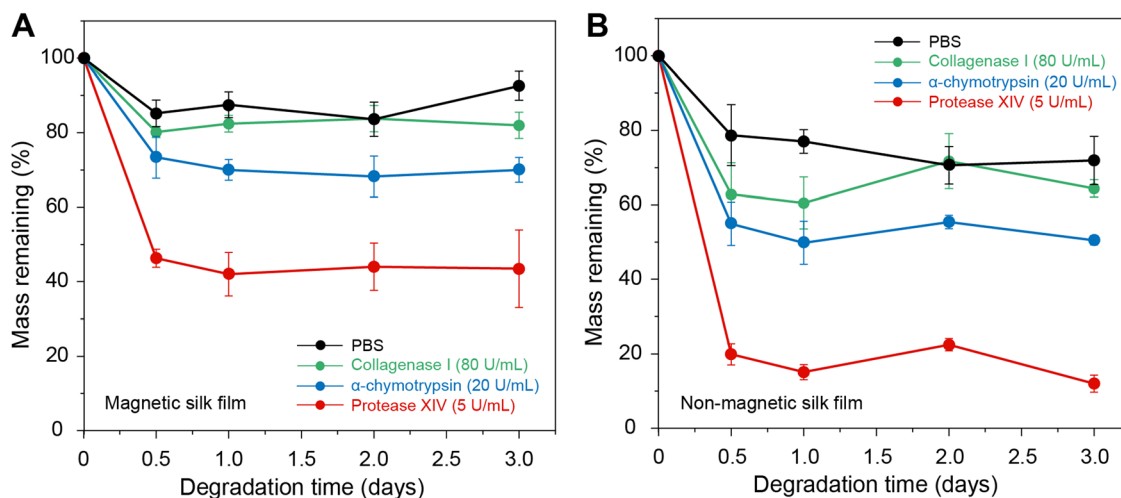 A
Mass remaining (%)
100
80
60
40
20
0
PBS
Collagenase I (80 U/mL)
α-chymotrypsin (20 U/mL)
Protease XIV (5 U/mL)
Magnetic silk film
0 0.5 1.0 1.5 2.0 2.5 3.0
Degradation time (days)
B
Mass remaining (%)
100
80
60
40
20
0
PBS
Collagenase I (80 U/mL)
α-chymotrypsin (20 U/mL)
Protease XIV (5 U/mL)
Non-magnetic silk film
0 0.5 1.0 1.5 2.0 2.5 3.0
Degradation time (days)